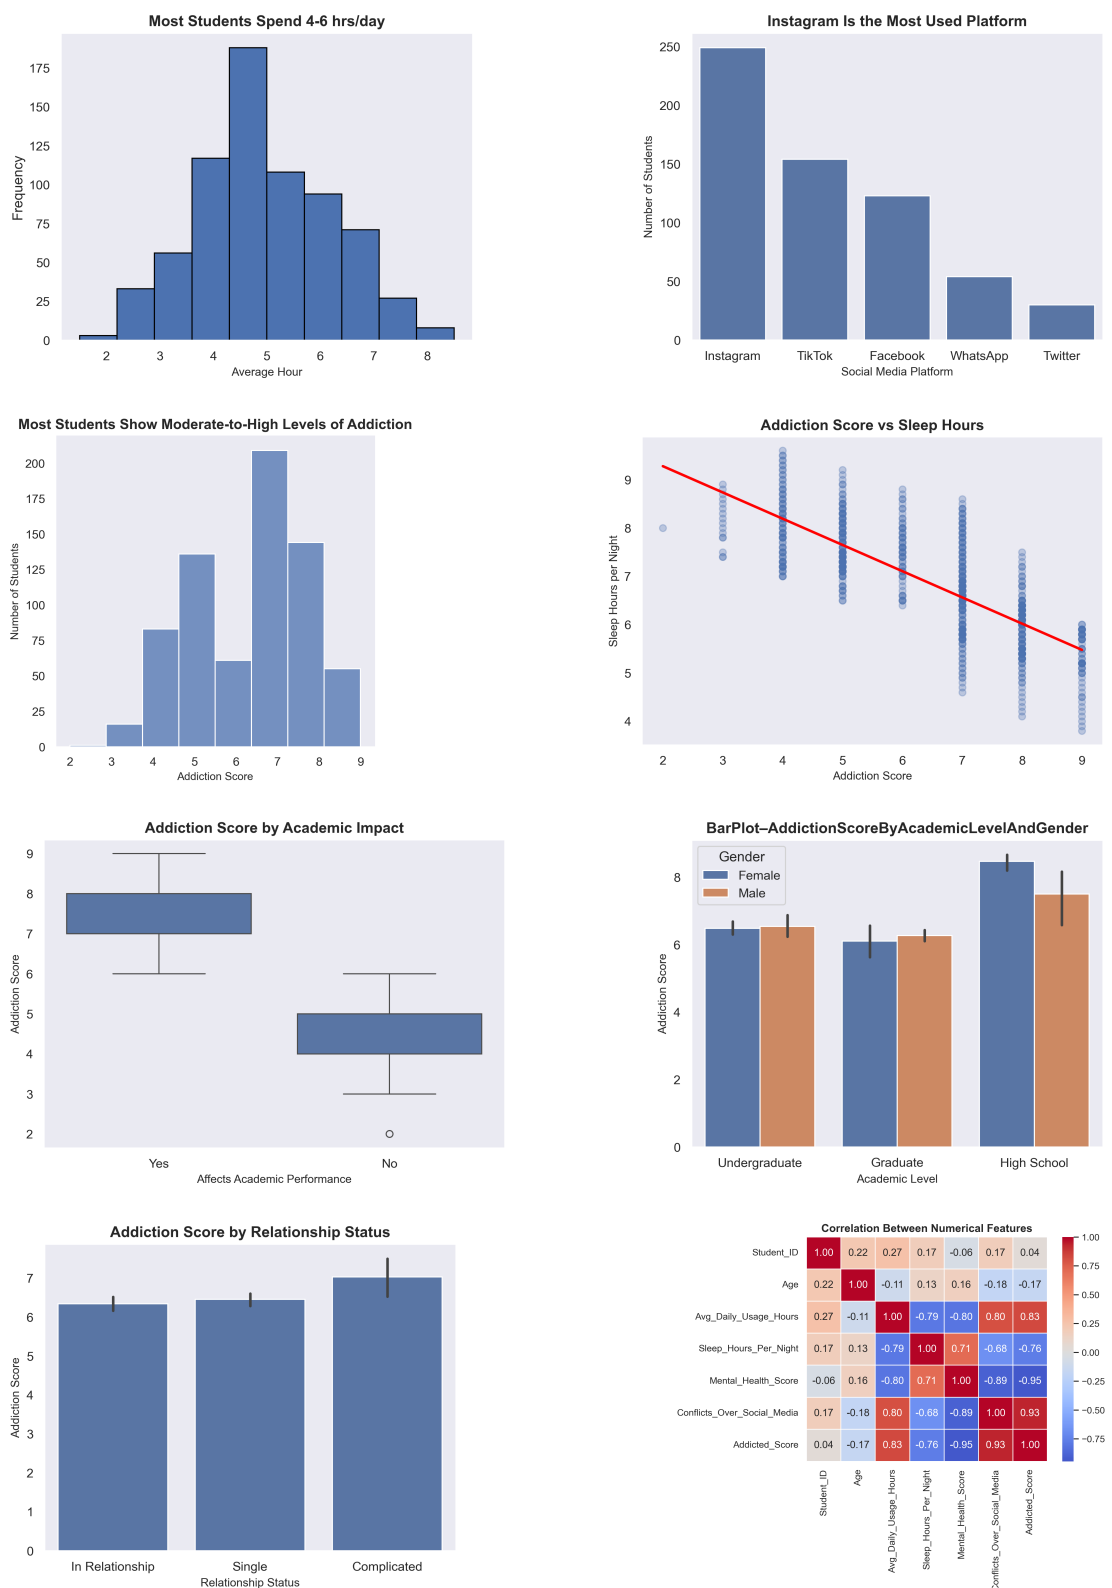 Most Students Spend 4-6 hrs/day
Frequency
175
150
125
100
75
50
25
0
2 3 4 5 6 7 8
Average Hour
Instagram Is the Most Used Platform
Number of Students
250
200
150
100
50
0
Instagram TikTok Facebook WhatsApp Twitter
Social Media Platform
Most Students Show Moderate-to-High Levels of Addiction
Number of Students
200
175
150
125
100
75
50
25
0
2 3 4 5 6 7 8 9
Addiction Score
Addiction Score vs Sleep Hours
Sleep Hours per Night
9
8
7
6
5
4
2 3 4 5 6 7 8 9
Addiction Score
Addiction Score by Academic Impact
Addiction Score
9
8
7
6
5
4
3
2
Yes No
Affects Academic Performance
BarPlot–AddictionScoreByAcademicLevelAndGender
Gender
Female
Male
Addiction Score
8
6
4
2
0
Undergraduate Graduate High School
Academic Level
Addiction Score by Relationship Status
Addiction Score
7
6
5
4
3
2
1
0
In Relationship Single Complicated
Relationship Status
Correlation Between Numerical Features
Student_ID 1.00 0.22 0.27 0.17 -0.06 0.17 0.04
Age 0.22 1.00 -0.11 0.13 0.16 -0.18 -0.17
Avg_Daily_Usage_Hours 0.27 -0.11 1.00 -0.79 -0.80 0.80 0.83
Sleep_Hours_Per_Night 0.17 0.13 -0.79 1.00 0.71 -0.68 -0.76
Mental_Health_Score -0.06 0.16 -0.80 0.71 1.00 -0.89 -0.95
Conflicts_Over_Social_Media 0.17 -0.18 0.80 -0.68 -0.89 1.00 0.93
Addicted_Score 0.04 -0.17 0.83 -0.76 -0.95 0.93 1.00
Student_ID
Age
Avg_Daily_Usage_Hours
Sleep_Hours_Per_Night
Mental_Health_Score
Conflicts_Over_Social_Media
Addicted_Score
1.00
0.75
0.50
0.25
0.00
−0.25
−0.50
−0.75